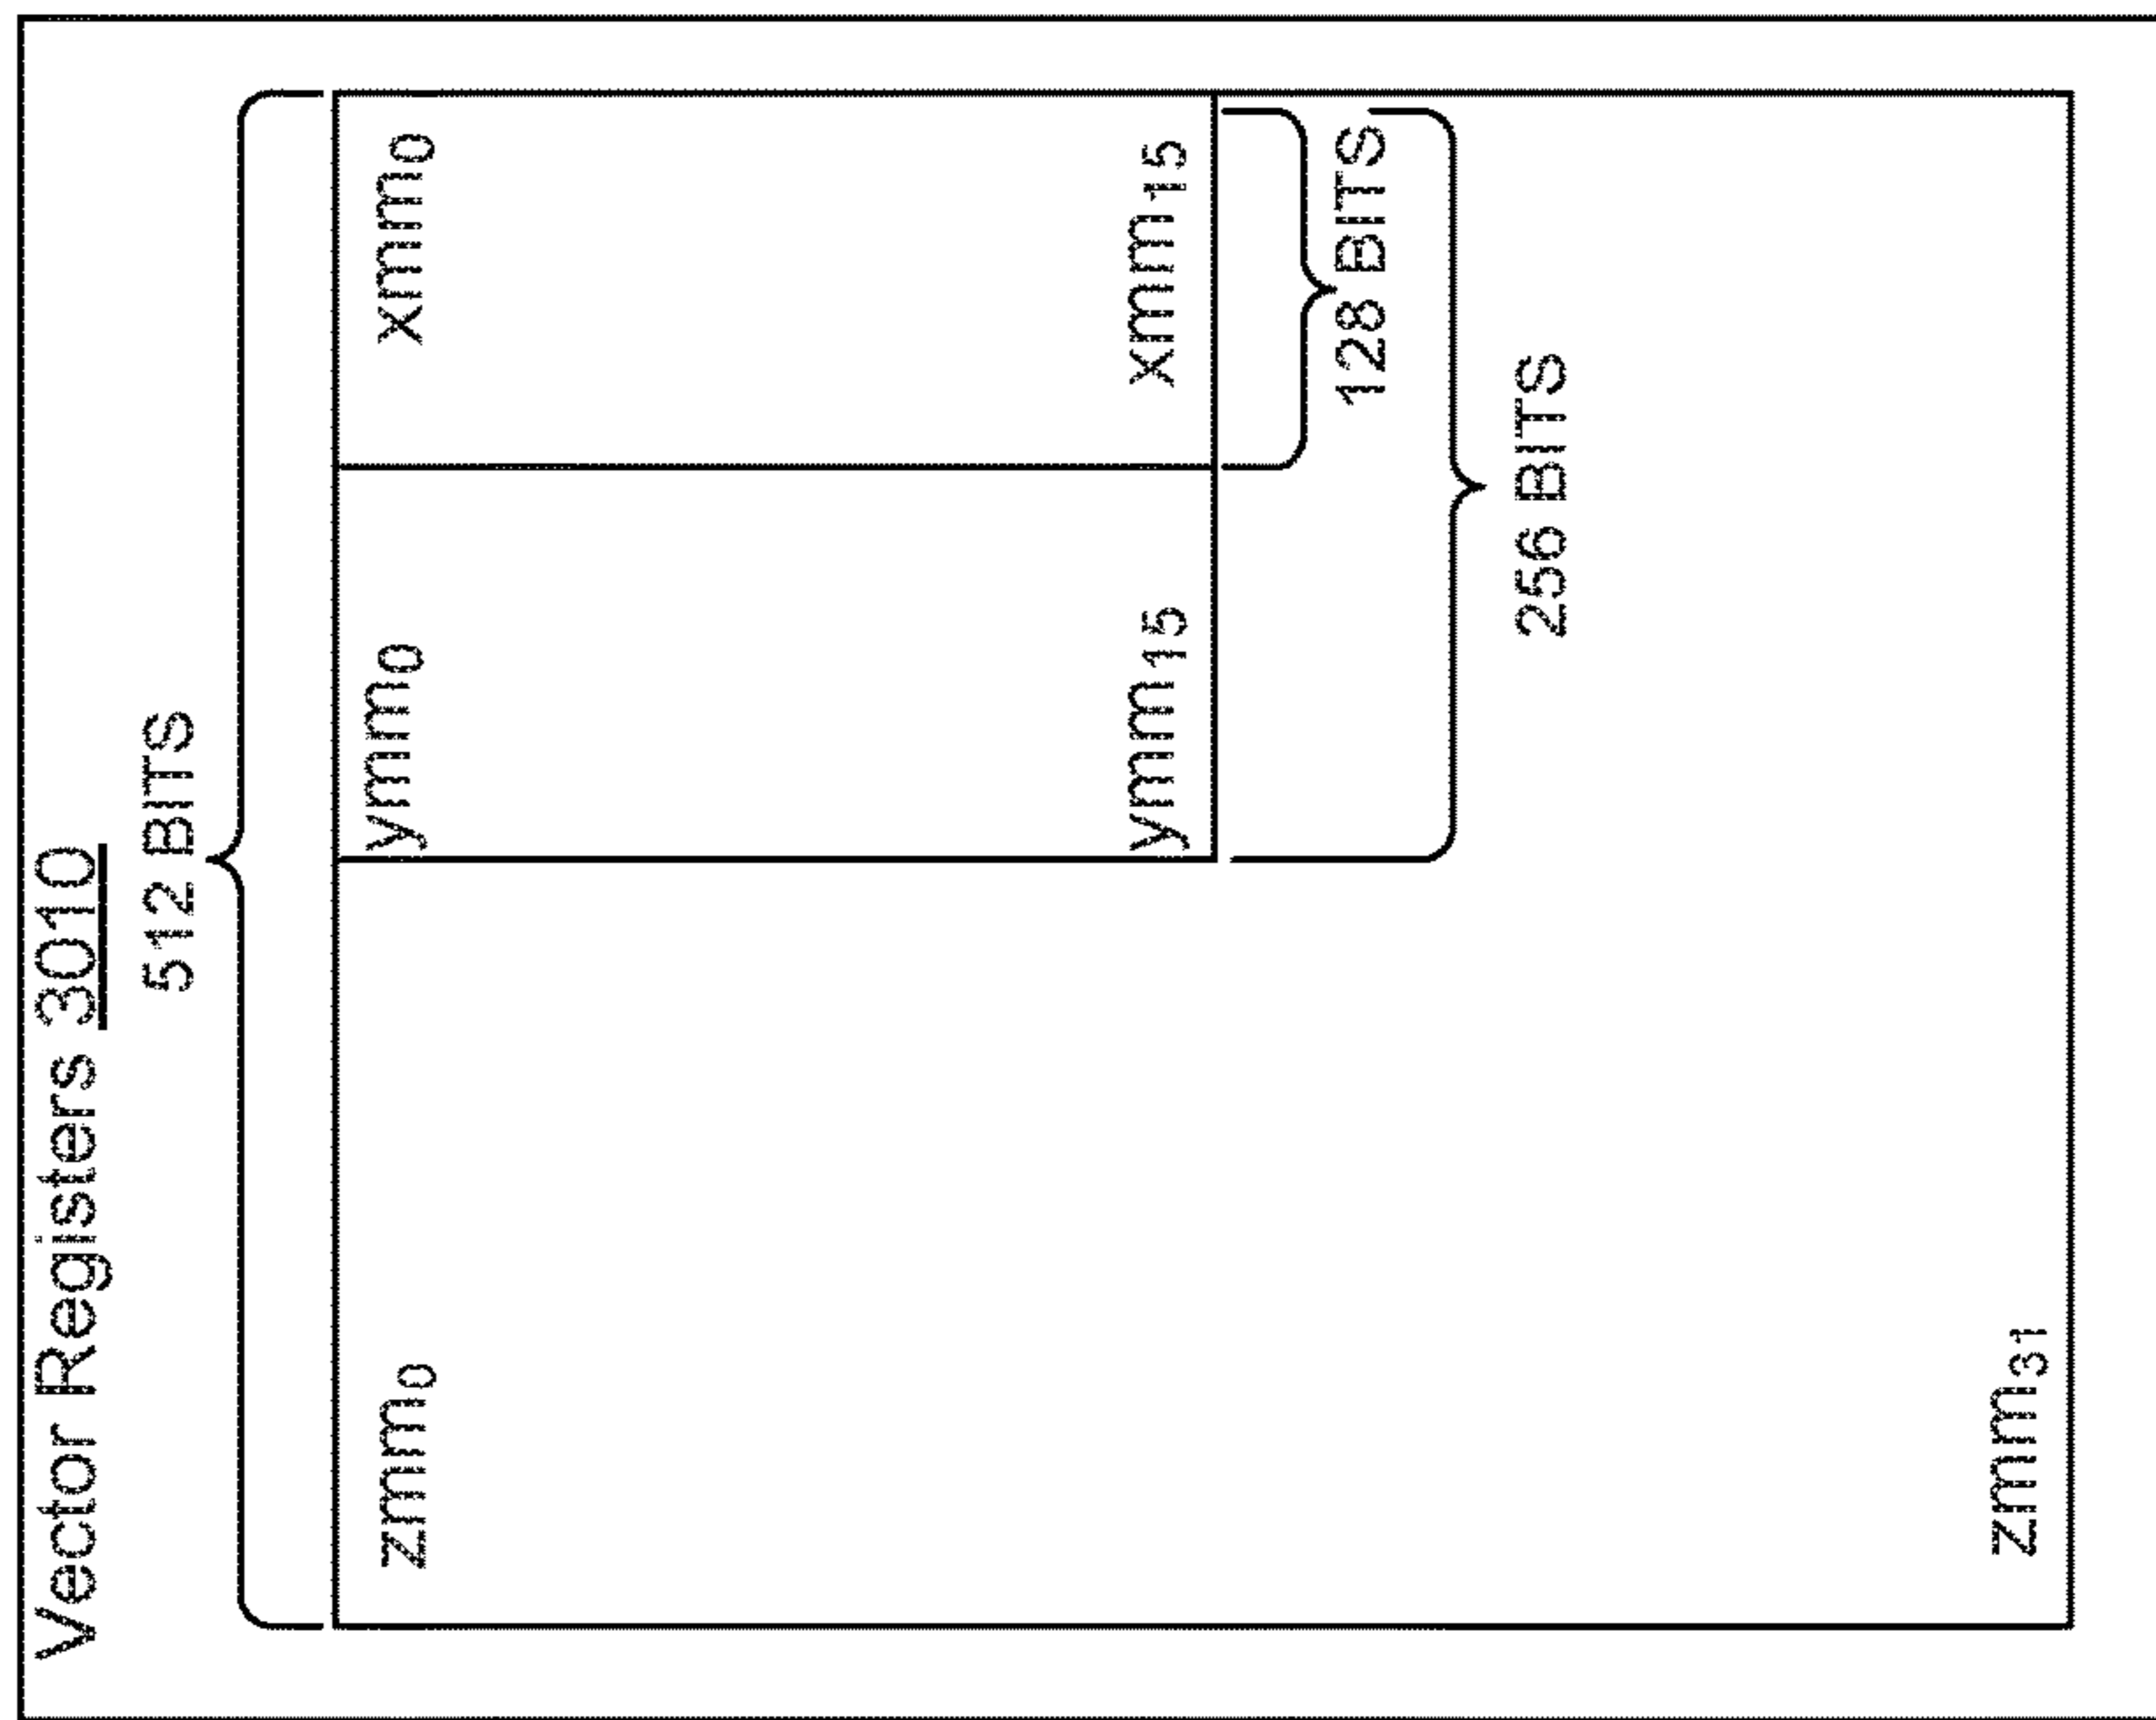 Vector Registers 3010
512 BITS
zmm0 ymm0 xmm0
ymm15 xmm15
128 BITS
256 BITS
zmm31